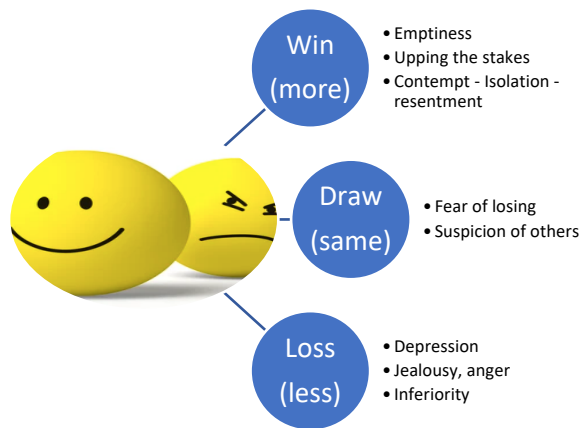 Win
(more)
• Emptiness
• Upping the stakes
• Contempt - Isolation -
resentment
Draw
(same)
• Fear of losing
• Suspicion of others
Loss
(less)
• Depression
• Jealousy, anger
• Inferiority